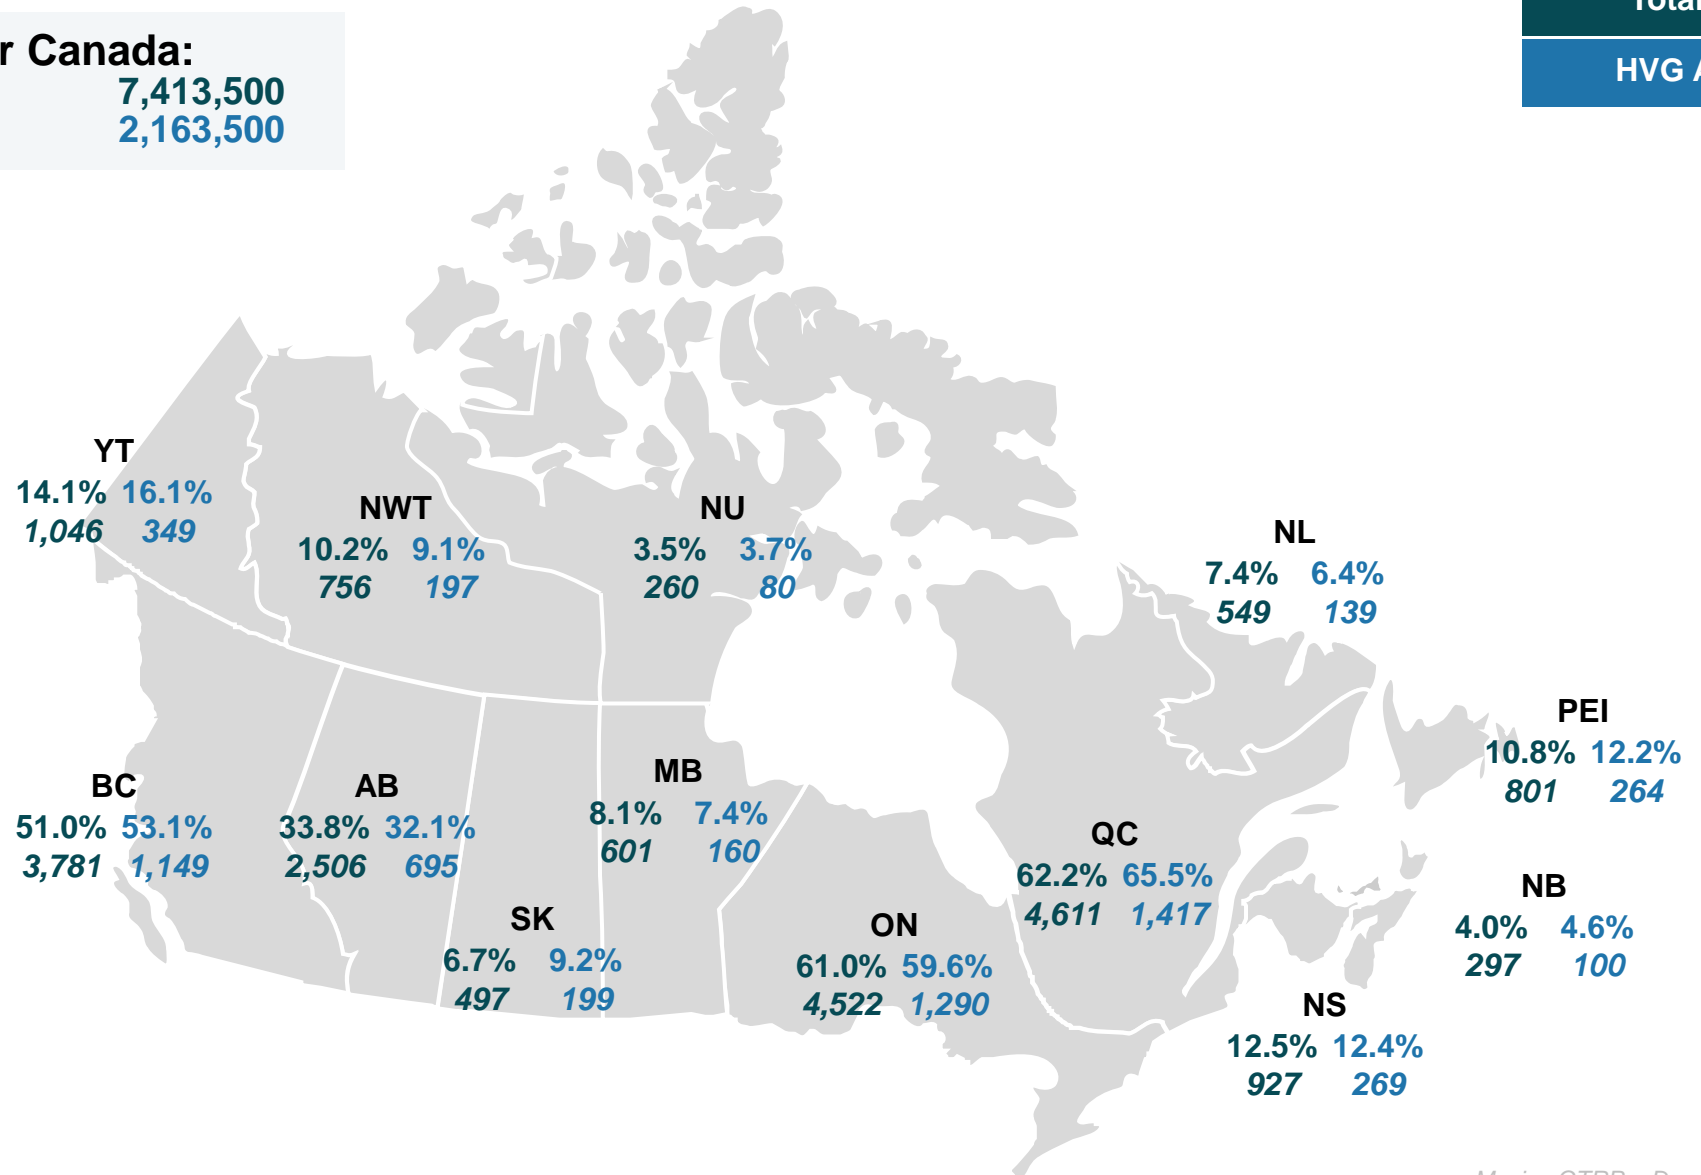 r Canada:
7,413,500
2,163,500
Total
HVG A
YT
14.1% 16.1%
1,046 349
NWT
10.2% 9.1%
756 197
NU
3.5% 3.7%
260 80
NL
7.4% 6.4%
549 139
PEI
10.8% 12.2%
801 264
BC
51.0% 53.1%
3,781 1,149
AB
33.8% 32.1%
2,506 695
MB
8.1% 7.4%
601 160
QC
62.2% 65.5%
4,611 1,417
NB
4.0% 4.6%
297 100
SK
6.7% 9.2%
497 199
ON
61.0% 59.6%
4,522 1,290
NS
12.5% 12.4%
927 269